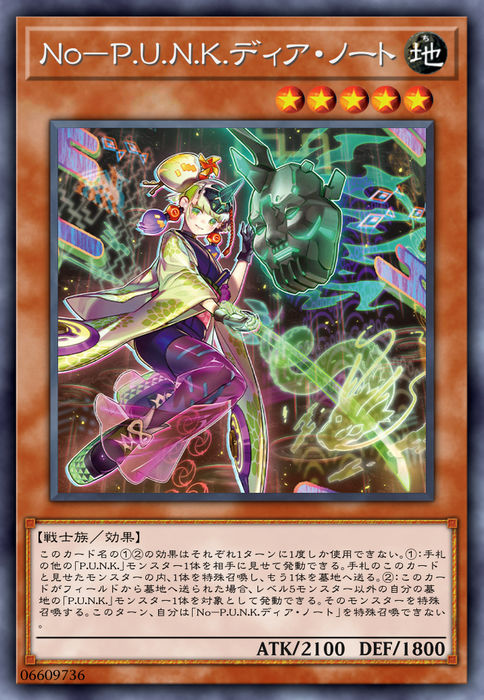 No－P.U.N.K.ディア・ノート
ち
地
【戦士族／効果】
このカード名の①②の効果はそれぞれ1ターンに1度しか使用できない。①：手札
の他の「P.U.N.K.」モンスター1体を相手に見せて発動できる。手札のこのカード
と見せたモンスターの内、1体を特殊召喚し、もう1体を墓地へ送る。②：このカー
ドがフィールドから墓地へ送られた場合、レベル5モンスター以外の自分の墓
地の「P.U.N.K.」モンスター1体を対象として発動できる。そのモンスターを特殊
召喚する。このターン、自分は「No－P.U.N.K.ディア・ノート」を特殊召喚できない
。
ATK/2100 DEF/1800
06609736